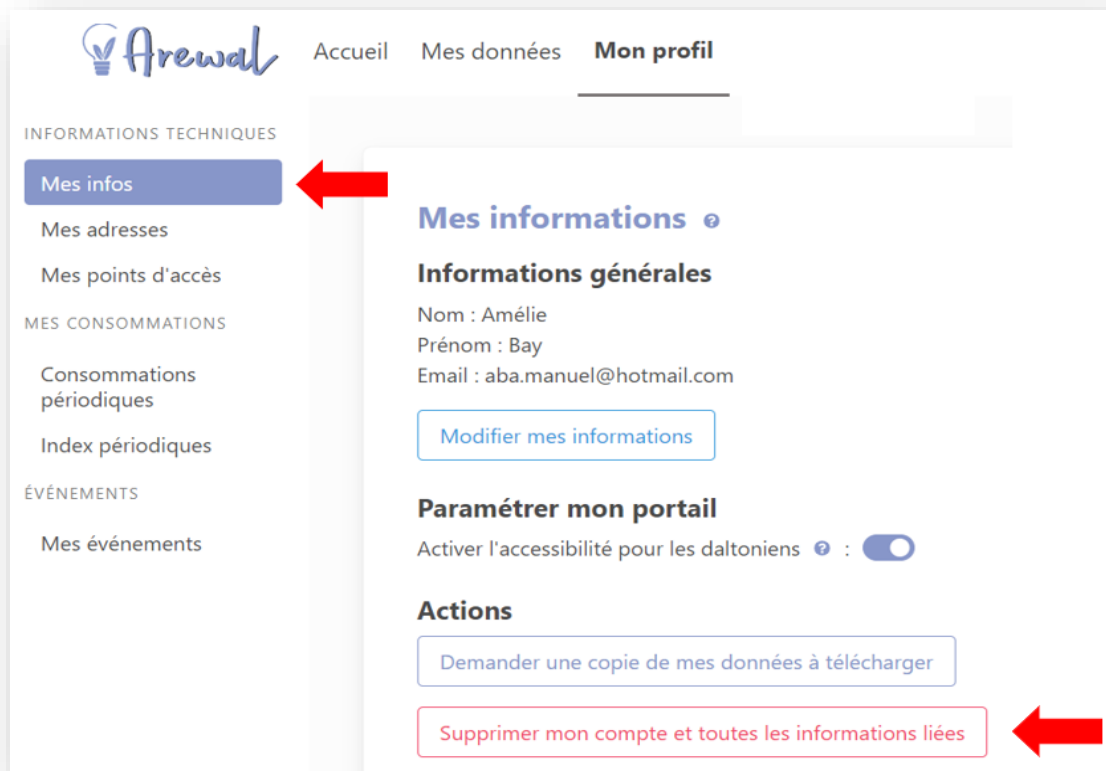 Arewal
Accueil Mes données Mon profil
INFORMATIONS TECHNIQUES
Mes infos
Mes adresses
Mes points d'accès
MES CONSOMMATIONS
Consommations
périodiques
Index périodiques
ÉVÉNEMENTS
Mes événements
Mes informations ?
Informations générales
Nom : Amélie
Prénom : Bay
Email : aba.manuel@hotmail.com
Modifier mes informations
Paramétrer mon portail
Activer l'accessibilité pour les daltoniens ? :
Actions
Demander une copie de mes données à télécharger
Supprimer mon compte et toutes les informations liées